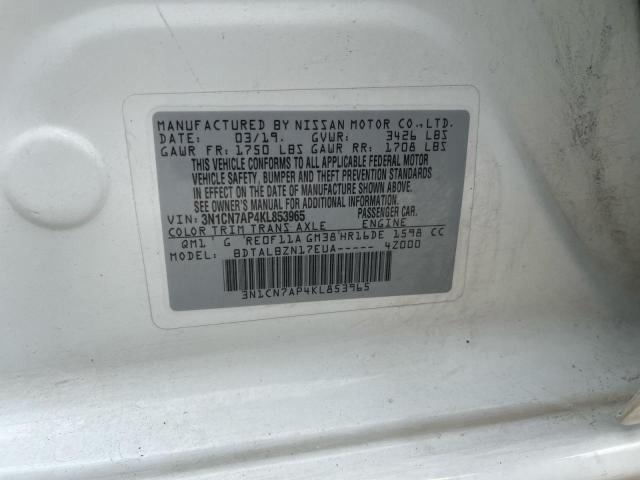 MANUFACTURED BY NISSAN MOTOR CO.,LTD.
DATE: 03/19. GVWR: 3426 LBS
GAWR FR: 1750 LBS GAWR RR: 1708 LBS
THIS VEHICLE CONFORMS TO ALL APPLICABLE FEDERAL MOTOR
VEHICLE SAFETY, BUMPER, AND THEFT PREVENTION STANDARDS
IN EFFECT ON THE DATE OF MANUFACTURE SHOWN ABOVE.
SEE OWNER'S MANUAL FOR ADDITIONAL INFORMATION.
VIN: 3N1CN7AP4KL853965 PASSENGER CAR.
COLOR TRIM TRANS AXLE ENGINE
QM1 G RE0F11A GM38 HR16DE 1598 CC
MODEL: BDTALBZN17EUA----- 4Z000
3N1CN7AP4KL853965